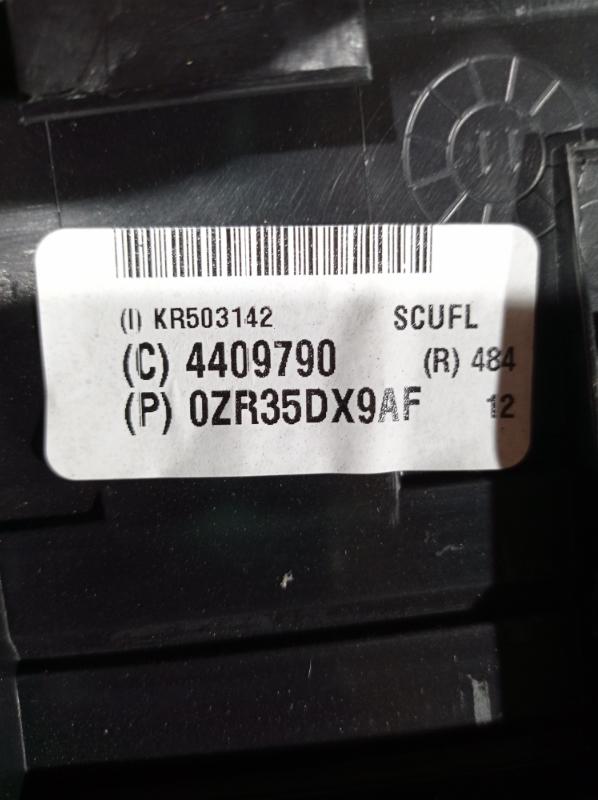 (I) KR503142 SCUFL
(C) 4409790 (R) 484
(P) 0ZR35DX9AF 12